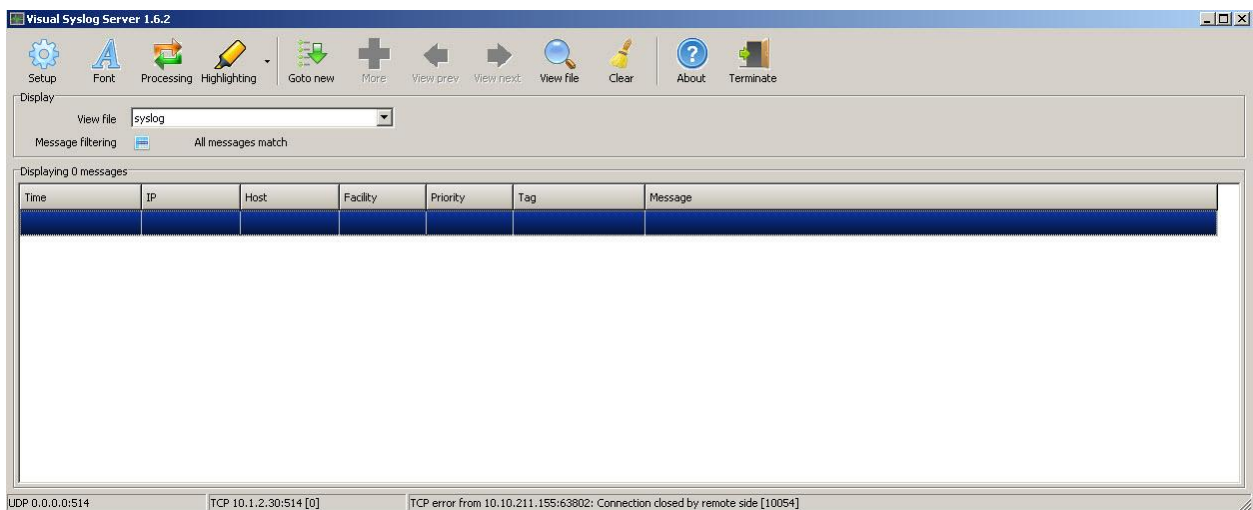 Visual Syslog Server 1.6.2
Setup Font Processing Highlighting Goto new More View prev View next View file Clear About Terminate
Display
View file syslog
Message filtering All messages match
Displaying 0 messages
Time IP Host Facility Priority Tag Message
UDP 0.0.0.0:514 TCP 10.1.2.30:514 [0] TCP error from 10.10.211.155:63802: Connection closed by remote side [10054]